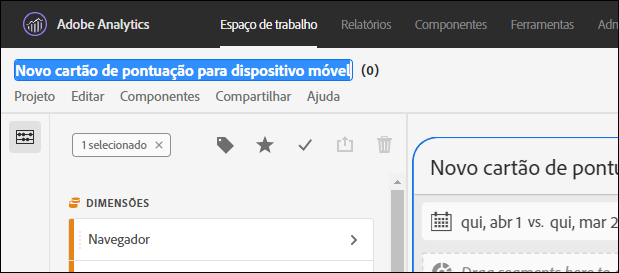 Adobe Analytics Espaço de trabalho Relatórios Componentes Ferramentas
Novo cartão de pontuação para dispositivo móvel (0)
Projeto Editar Componentes Compartilhar Ajuda
1 selecionado ×
Novo cartão de
DIMENSÕES
qui, abr 1 vs. qui, mar 2
Navegador
Drag segments here to